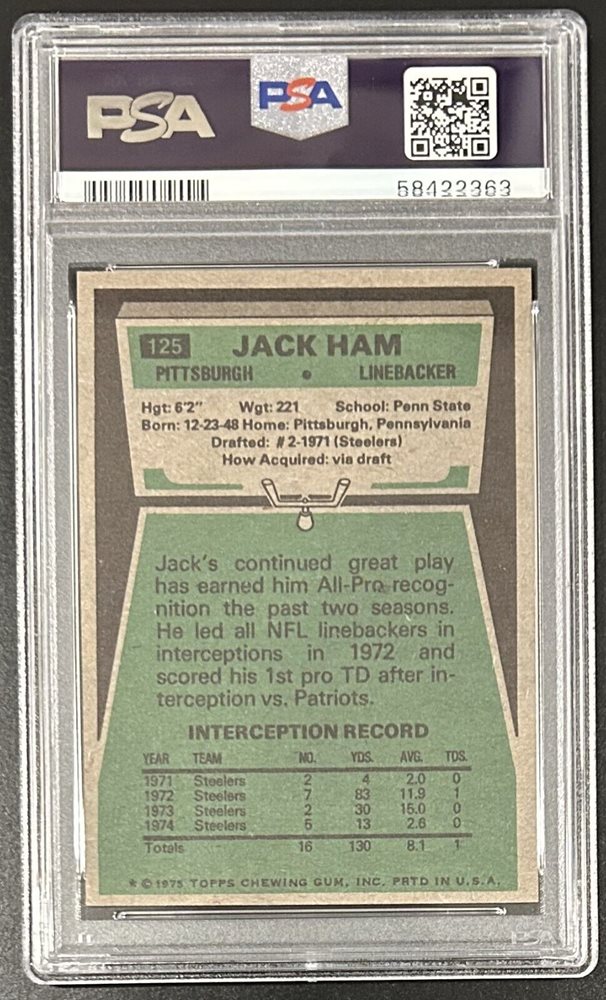 PSA PSA
58422363
125 JACK HAM
PITTSBURGH • LINEBACKER
Hgt: 6'2" Wgt: 221 School: Penn State
Born: 12-23-48 Home: Pittsburgh, Pennsylvania
Drafted: #2-1971 (Steelers)
How Acquired: via draft
Jack's continued great play
has earned him All-Pro recog-
nition the past two seasons.
He led all NFL linebackers in
interceptions in 1972 and
scored his 1st pro TD after in-
terception vs. Patriots.
INTERCEPTION RECORD
YEAR TEAM NO. YDS. AVG. TDS.
1971 Steelers 2 4 2.0 0
1972 Steelers 7 83 11.9 1
1973 Steelers 2 30 15.0 0
1974 Steelers 5 13 2.6 0
Totals 16 130 8.1 1
* © 1975 TOPPS CHEWING GUM, INC. PRTD IN U.S.A.
PSA